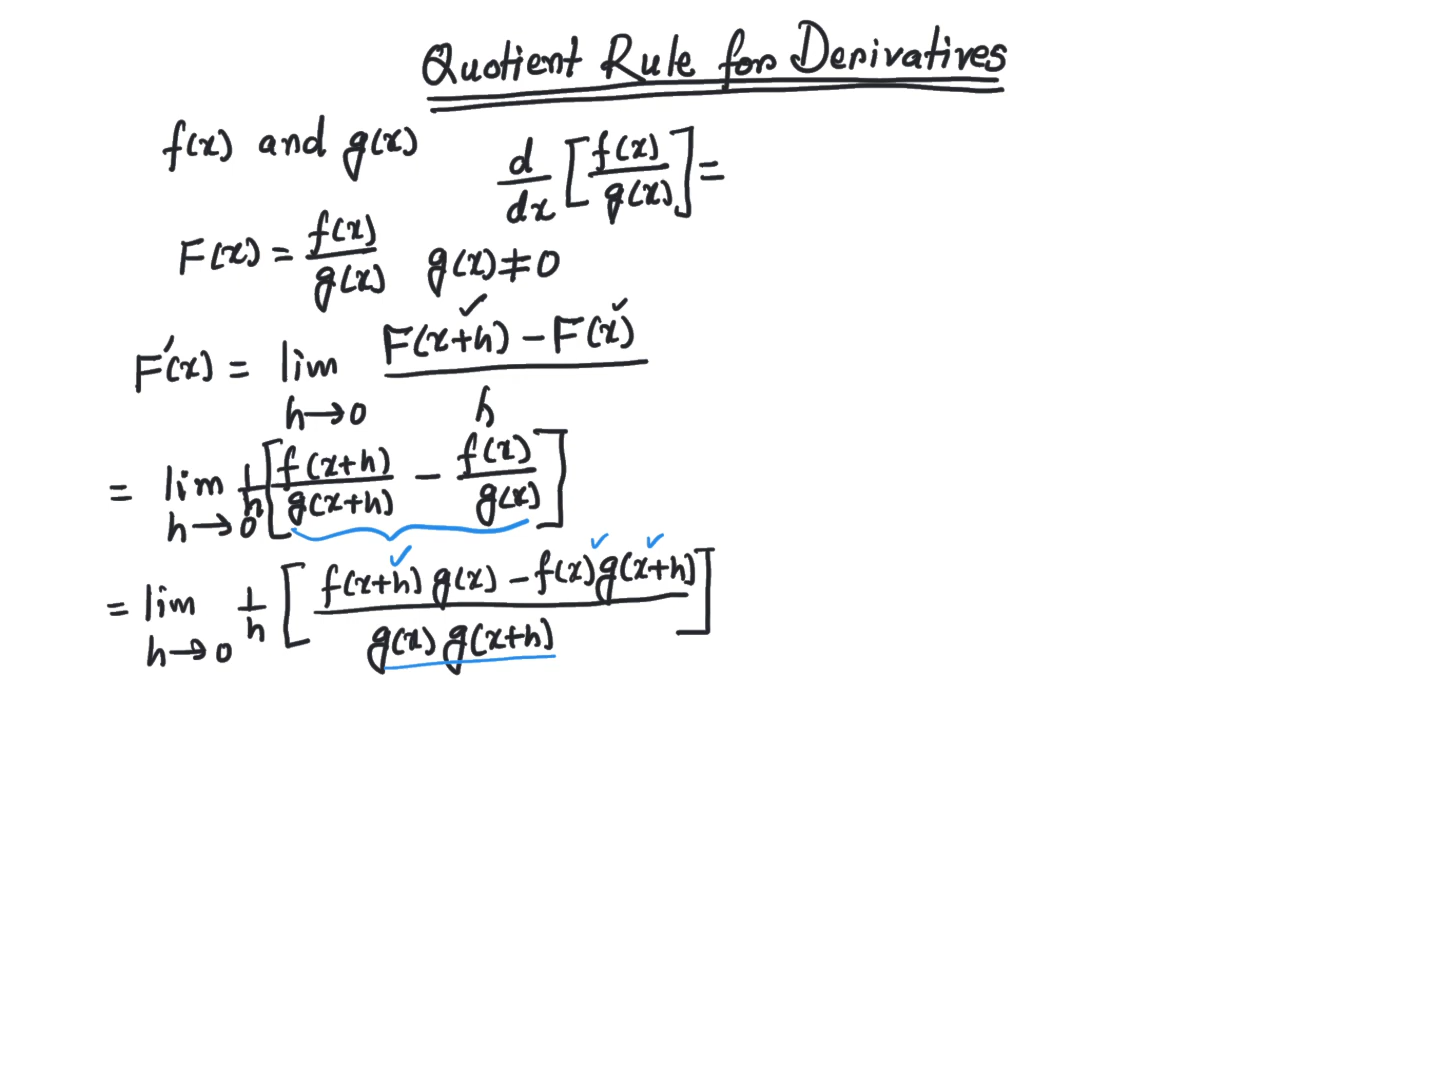 Quotient Rule for Derivatives
f(x) and g(x)
d/dx [f(x)/g(x)] =
F(x) = f(x)/g(x) g(x) ≠ 0
F'(x) = lim h→0 (F(x+h) − F(x))/h
= lim h→0 1/h [f(x+h)/g(x+h) − f(x)/g(x)]
= lim h→0 1/h [(f(x+h) g(x) − f(x) g(x+h))/(g(x) g(x+h))]